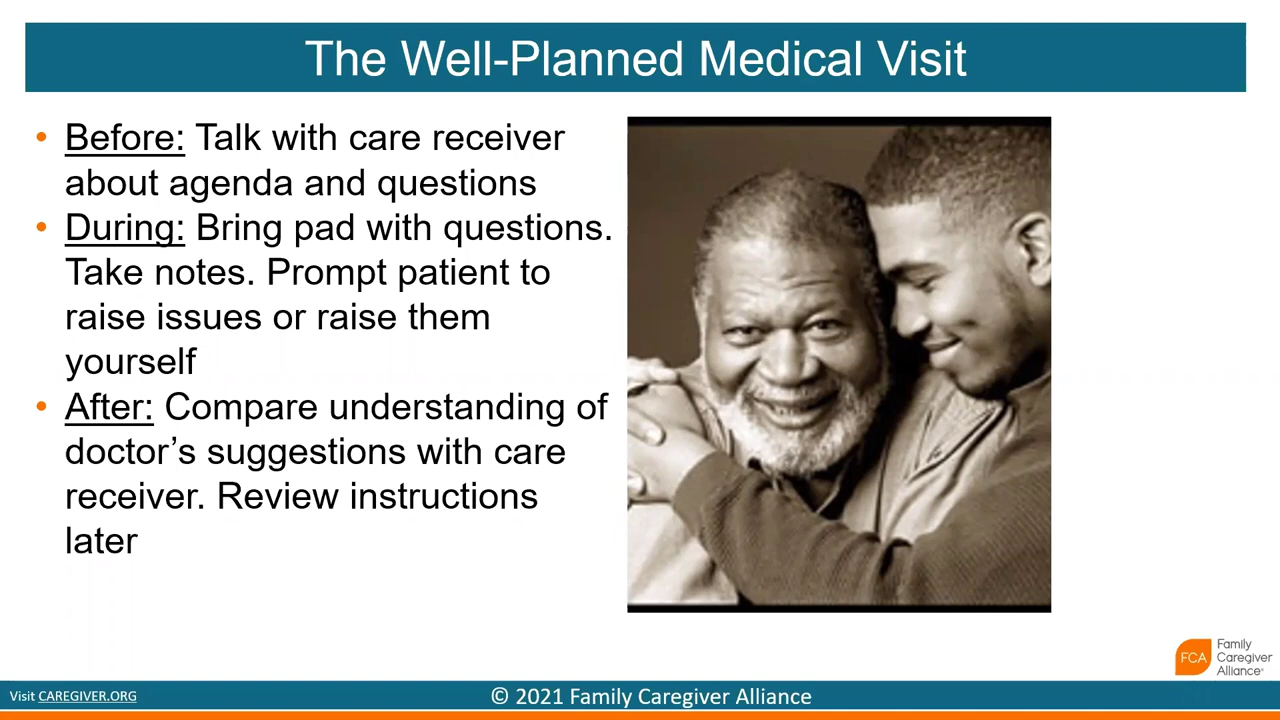 The Well-Planned Medical Visit
• Before: Talk with care receiver
about agenda and questions
• During: Bring pad with questions.
Take notes. Prompt patient to
raise issues or raise them
yourself
• After: Compare understanding of
doctor’s suggestions with care
receiver. Review instructions
later
FCA
Family
Caregiver
Alliance®
Visit CAREGIVER.ORG
© 2021 Family Caregiver Alliance